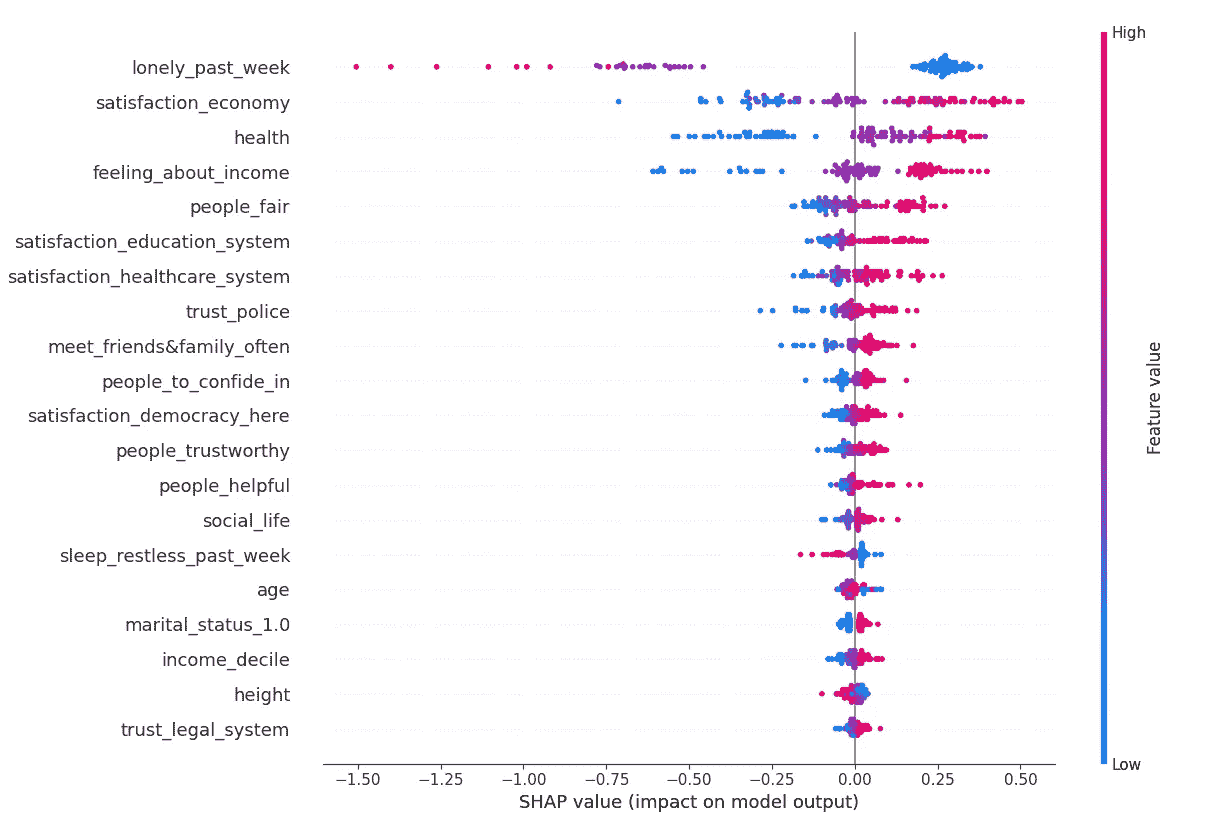 High
lonely_past_week
satisfaction_economy
health
feeling_about_income
people_fair
satisfaction_education_system
satisfaction_healthcare_system
trust_police
meet_friends&family_often
people_to_confide_in
satisfaction_democracy_here
people_trustworthy
people_helpful
social_life
sleep_restless_past_week
age
marital_status_1.0
income_decile
height
trust_legal_system
Feature value
Low
−1.50 −1.25 −1.00 −0.75 −0.50 −0.25 0.00 0.25 0.50
SHAP value (impact on model output)